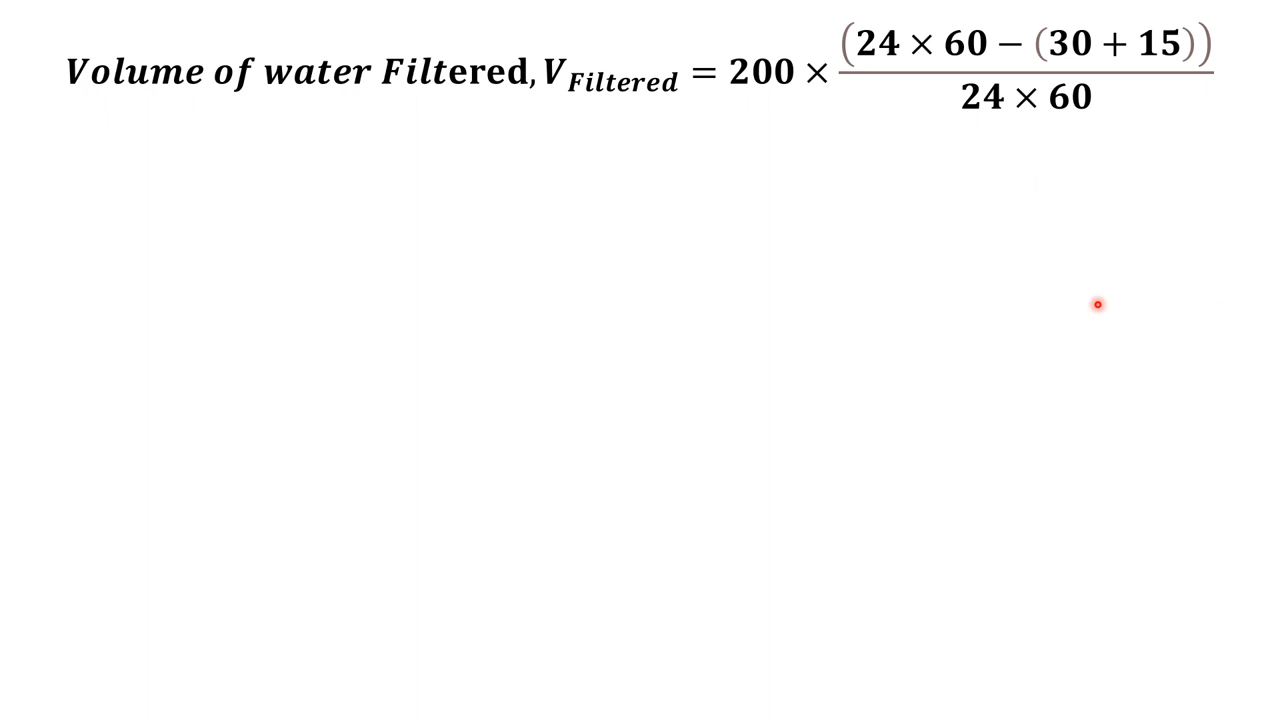 Volume of water Filtered, V_Filtered = 200 × (24 × 60 − (30 + 15)) / 24 × 60